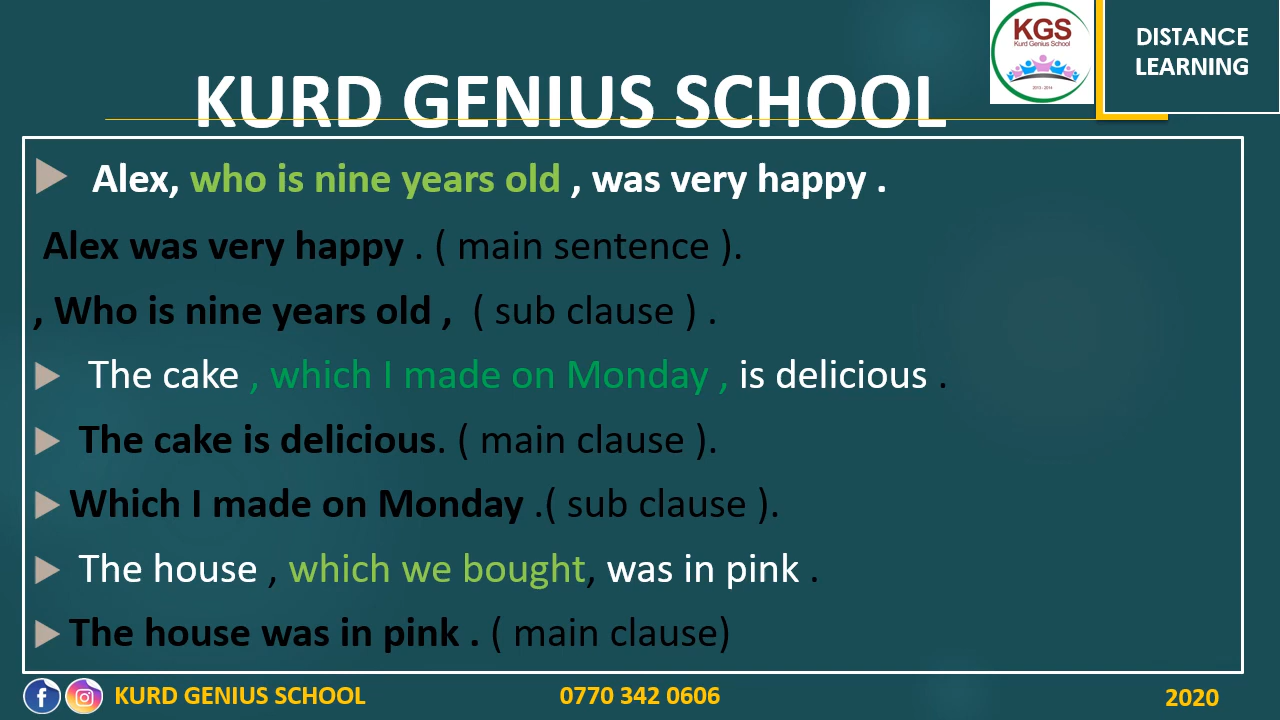 KGS
Kurd Genius School
DISTANCE
LEARNING
KURD GENIUS SCHOOL
Alex, who is nine years old , was very happy .
Alex was very happy . ( main sentence ).
, Who is nine years old , ( sub clause ) .
The cake , which I made on Monday , is delicious .
The cake is delicious. ( main clause ).
Which I made on Monday .( sub clause ).
The house , which we bought, was in pink .
The house was in pink . ( main clause)
KURD GENIUS SCHOOL 0770 342 0606 2020